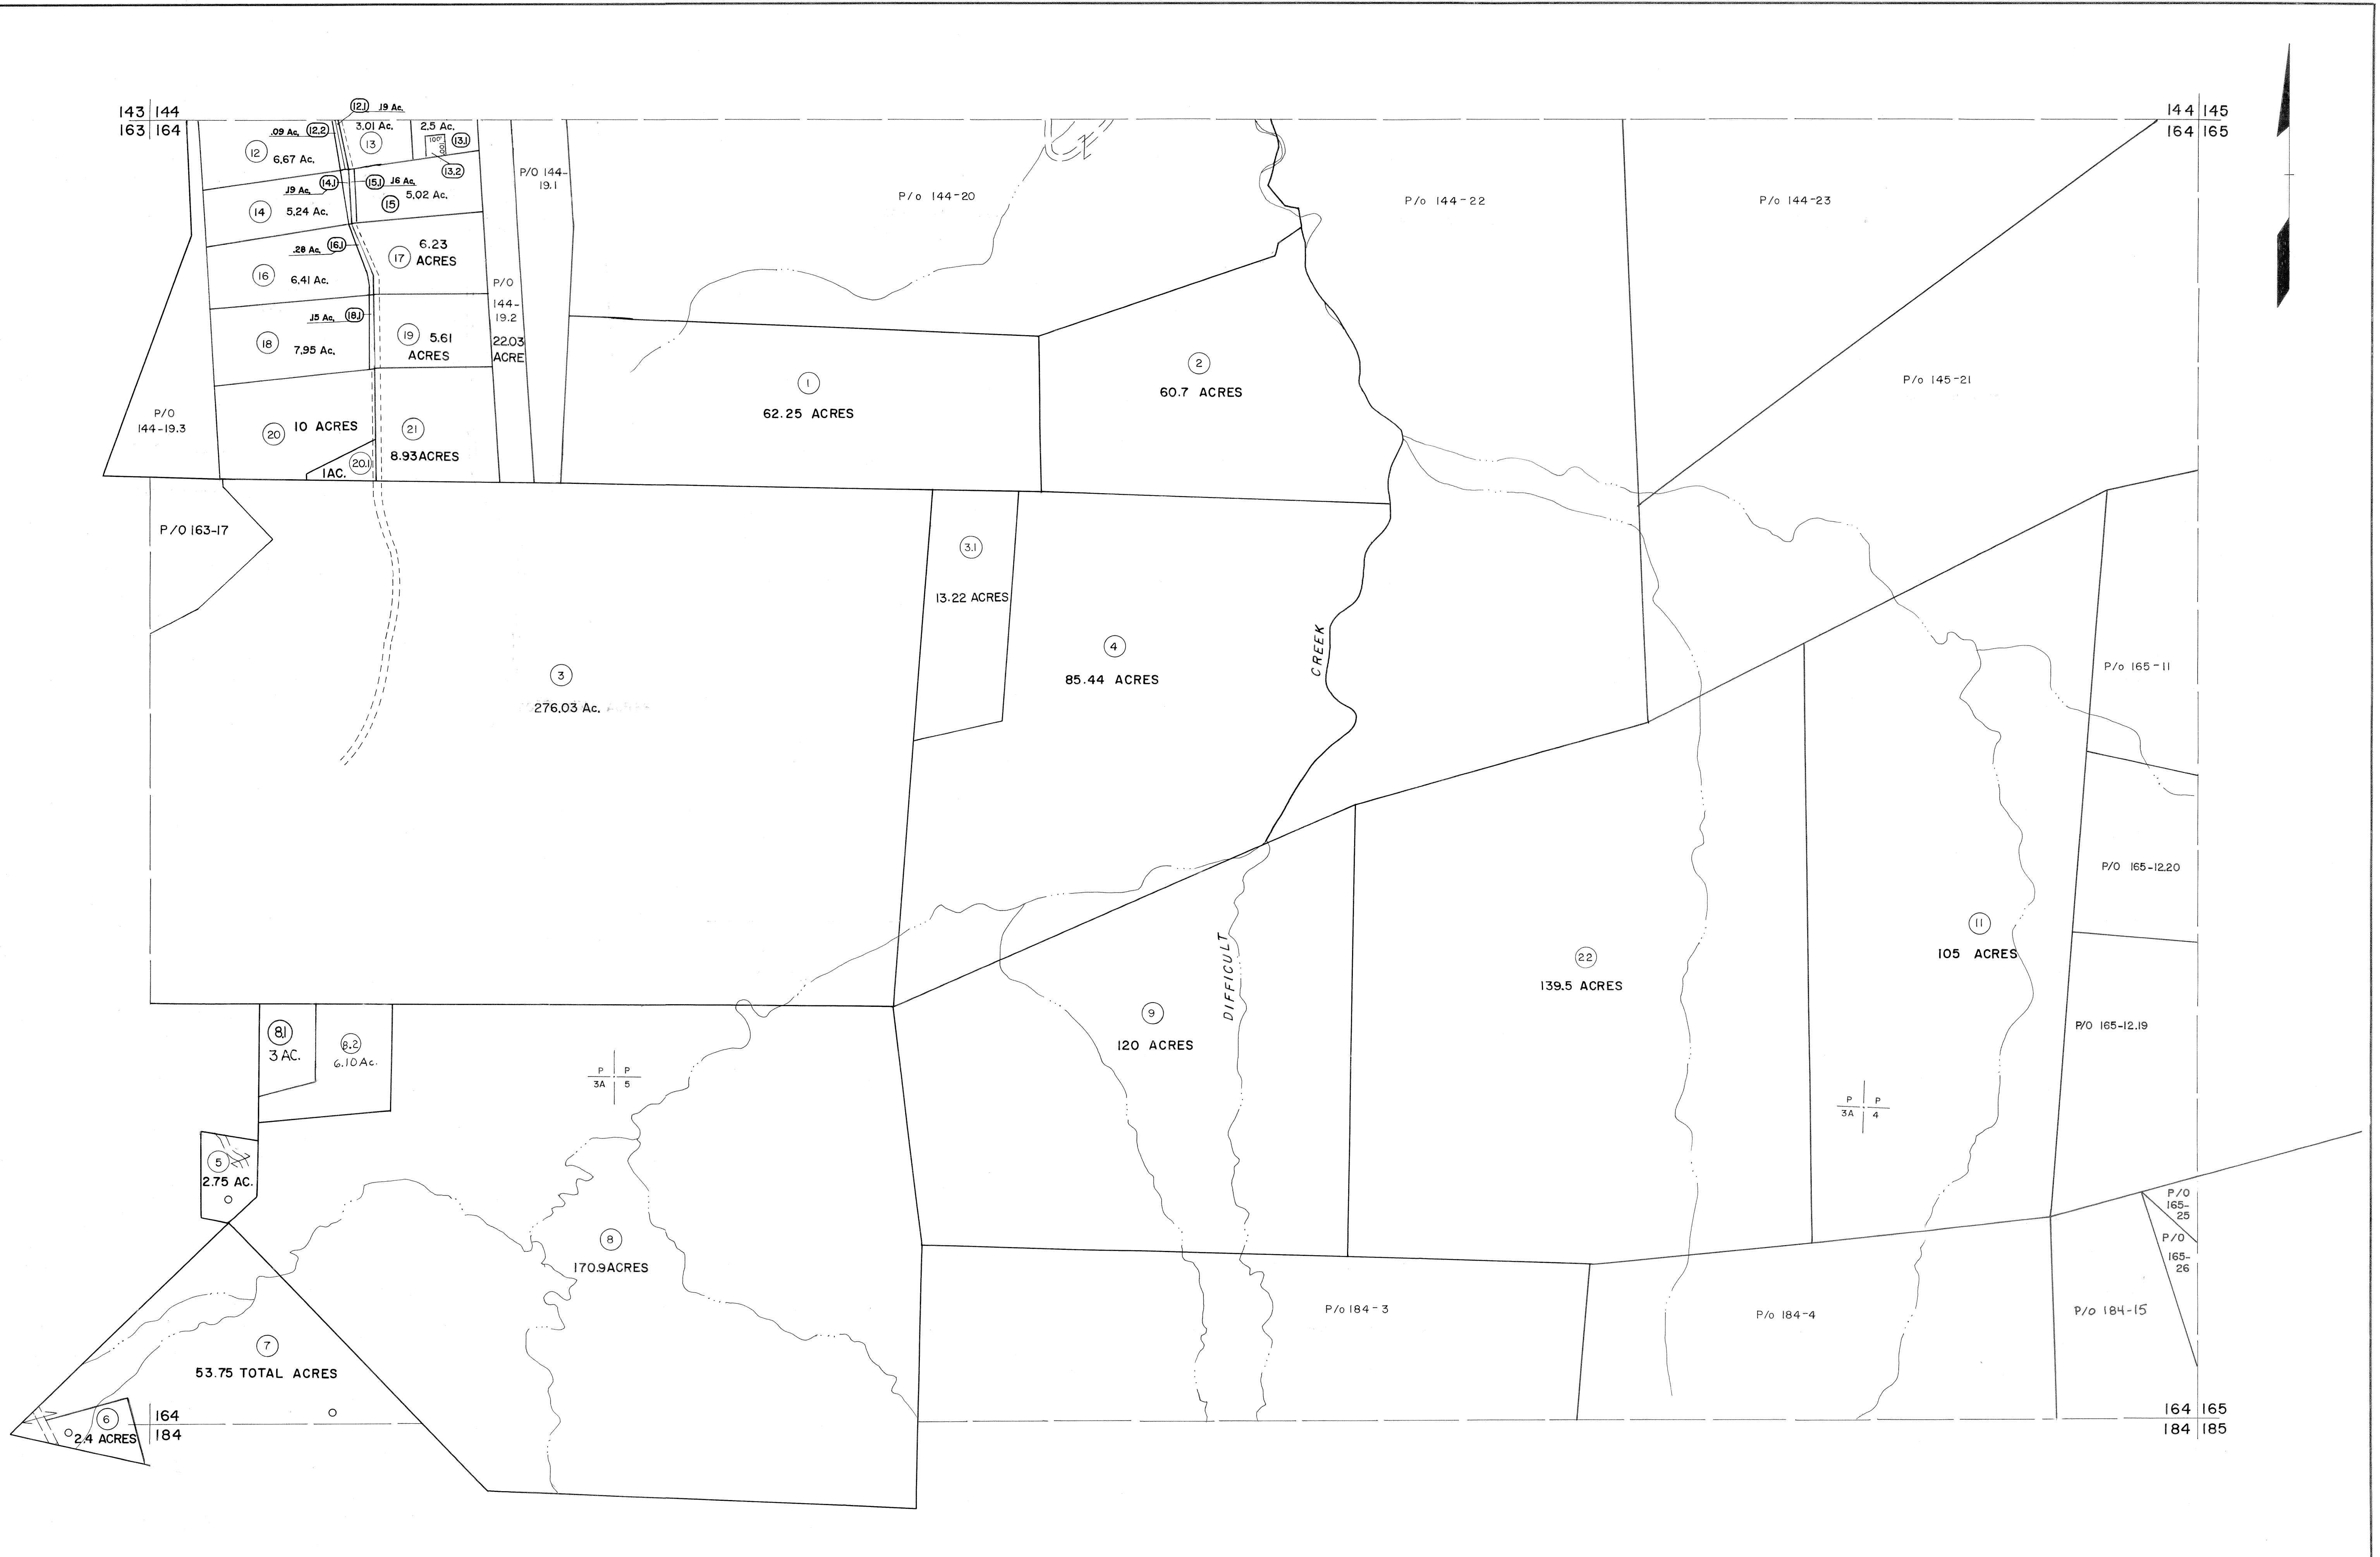 143 144
163 164
144 145
164 165
12.1 .19 Ac.
.09 Ac. 12.2
3.01 Ac.
13
2.5 Ac.
100'
100'
13.1
13.2
12
6.67 Ac.
.19 Ac. 14.1
15.1 .16 Ac.
5.02 Ac.
15
14
5.24 Ac.
.28 Ac. 16.1
16
6.41 Ac.
6.23
17 ACRES
.15 Ac. 18.1
18
7.95 Ac.
19 5.61
ACRES
20 10 ACRES
1AC. 20.1
21
8.93 ACRES
P/O
144-19.3
P/O
144-
19.2
22.03
ACRE
P/O 144-
19.1
P/o 144-20
P/o 144-22
P/o 144-23
P/o 145-21
1
62.25 ACRES
2
60.7 ACRES
P/O 163-17
3
276.03 Ac.
3.1
13.22 ACRES
4
85.44 ACRES
CREEK
P/o 165-11
P/O 165-12.20
P/O 165-12.19
11
105 ACRES
22
139.5 ACRES
9
120 ACRES
DIFFICULT
8.1
3 AC.
8.2
6.10 Ac.
P P
3A 5
P P
3A 4
5
2.75 AC.
8
170.9 ACRES
7
53.75 TOTAL ACRES
6
2.4 ACRES
164
184
P/o 184-3
P/o 184-4
P/o 184-15
P/O
165-
25
P/O
165-
26
164 165
184 185